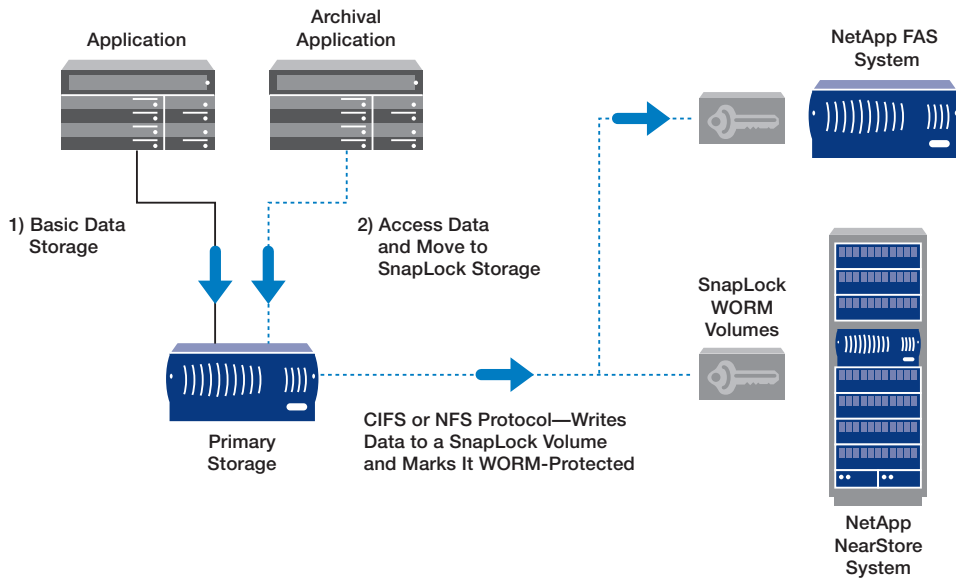 Application
Archival
Application
NetApp FAS
System
1) Basic Data
Storage
2) Access Data
and Move to
SnapLock Storage
SnapLock
WORM
Volumes
Primary
Storage
CIFS or NFS Protocol—Writes
Data to a SnapLock Volume
and Marks It WORM-Protected
NetApp
NearStore
System